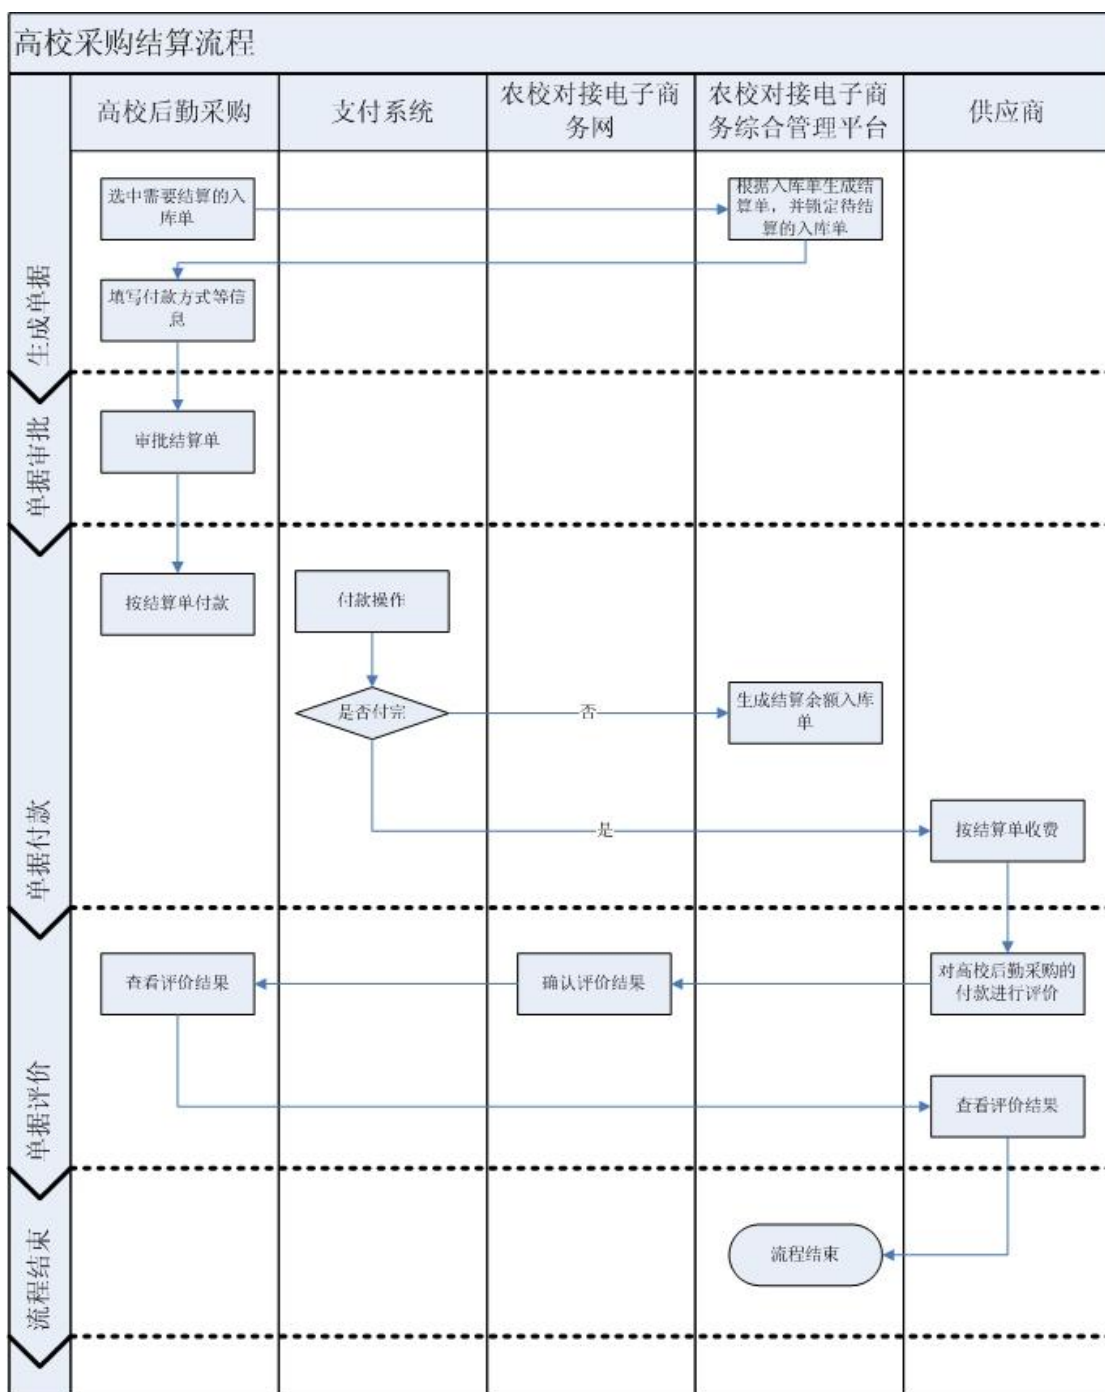 高校采购结算流程
高校后勤采购
支付系统
农校对接电子商
务网
农校对接电子商
务综合管理平台
供应商
生成单据
选中需要结算的入
库单
根据入库单生成结
算单，并锁定待结
算的入库单
填写付款方式等信
息
单据审批
审批结算单
单据付款
按结算单付款
付款操作
是否付完
否
生成结算余额入库
单
是
按结算单收费
单据评价
查看评价结果
确认评价结果
对高校后勤采购的
付款进行评价
查看评价结果
流程结束
流程结束